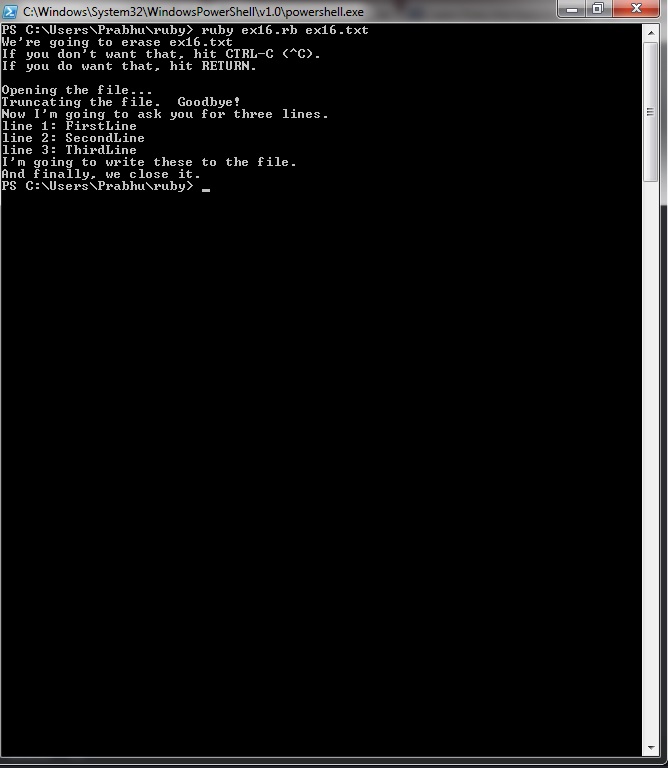 C:\Windows\System32\WindowsPowerShell\v1.0\powershell.exe
PS C:\Users\Prabhu\ruby> ruby ex16.rb ex16.txt
We're going to erase ex16.txt
If you don't want that, hit CTRL-C (^C).
If you do want that, hit RETURN.
Opening the file...
Truncating the file.  Goodbye!
Now I'm going to ask you for three lines.
line 1: FirstLine
line 2: SecondLine
line 3: ThirdLine
I'm going to write these to the file.
And finally, we close it.
PS C:\Users\Prabhu\ruby> _